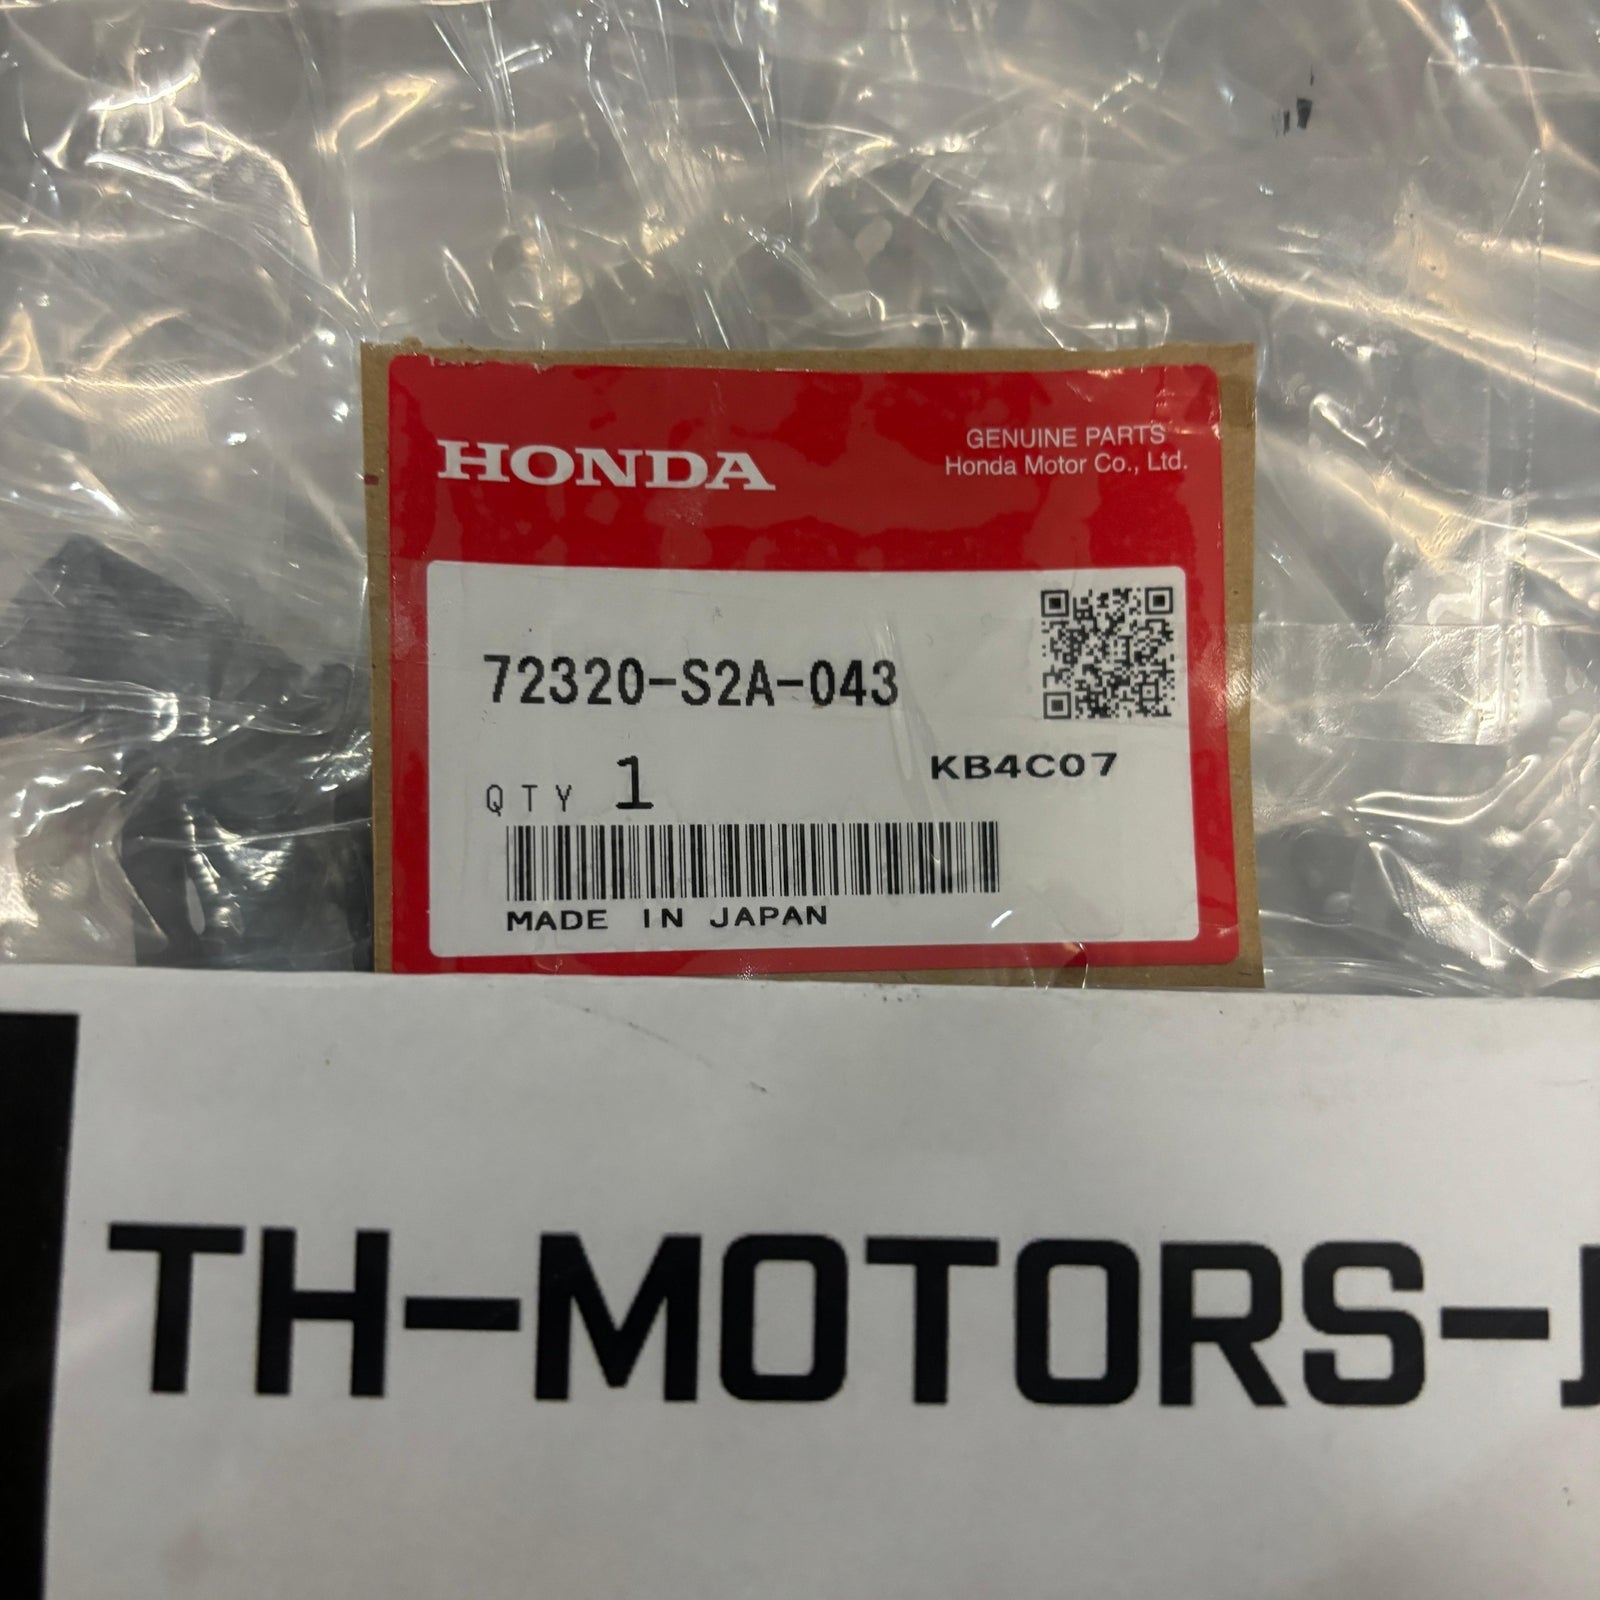 HONDA
GENUINE PARTS
Honda Motor Co., Ltd.
72320-S2A-043
QTY 1
KB4C07
MADE IN JAPAN
TH-MOTORS-J